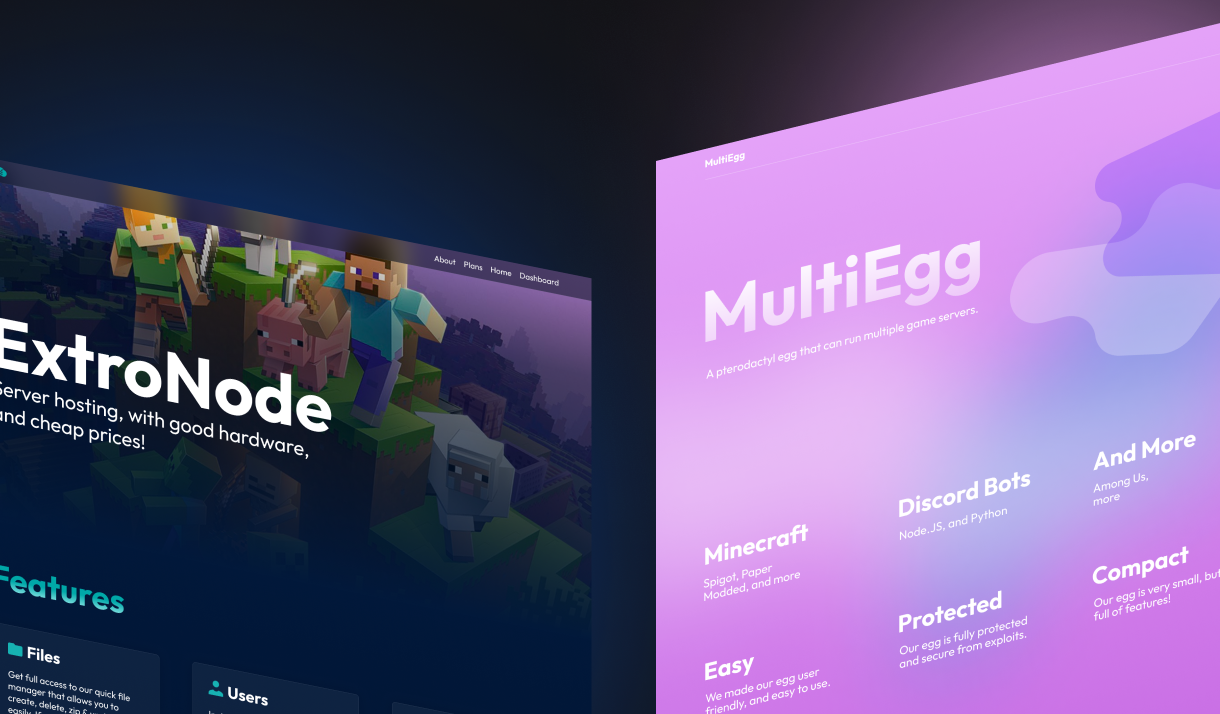 About Plans Home Dashboard
ExtroNode
Server hosting, with good hardware,
and cheap prices!
Features
Files
Get full access to our quick file
manager that allows you to
create, delete, zip &
Users
MultiEgg
MultiEgg
A pterodactyl egg that can run multiple game servers.
Minecraft
Spigot, Paper
Modded, and more
Discord Bots
Node.JS, and Python
And More
Among Us,
more
Easy
We made our egg user
friendly, and easy to use.
Protected
Our egg is fully protected
and secure from exploits.
Compact
Our egg is very small, but
full of features!